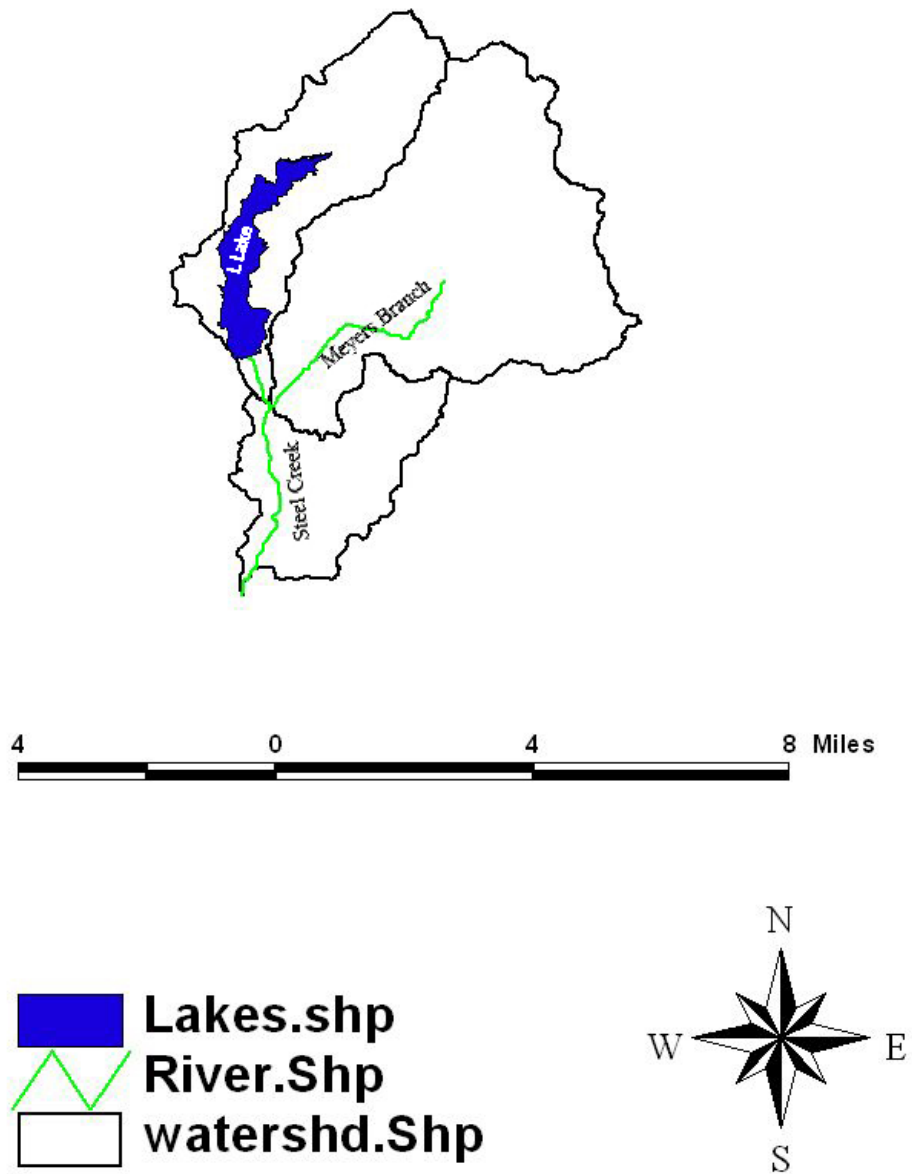 L Lake
Meyers Branch
Steel Creek
4 0 4 8 Miles
N
W E
S
Lakes.shp
River.Shp
watershd.Shp